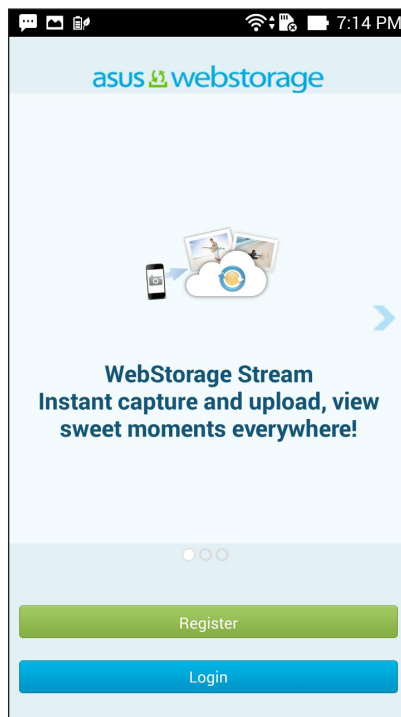 7:14 PM
asus webstorage
WebStorage Stream
Instant capture and upload, view
sweet moments everywhere!
Register
Login